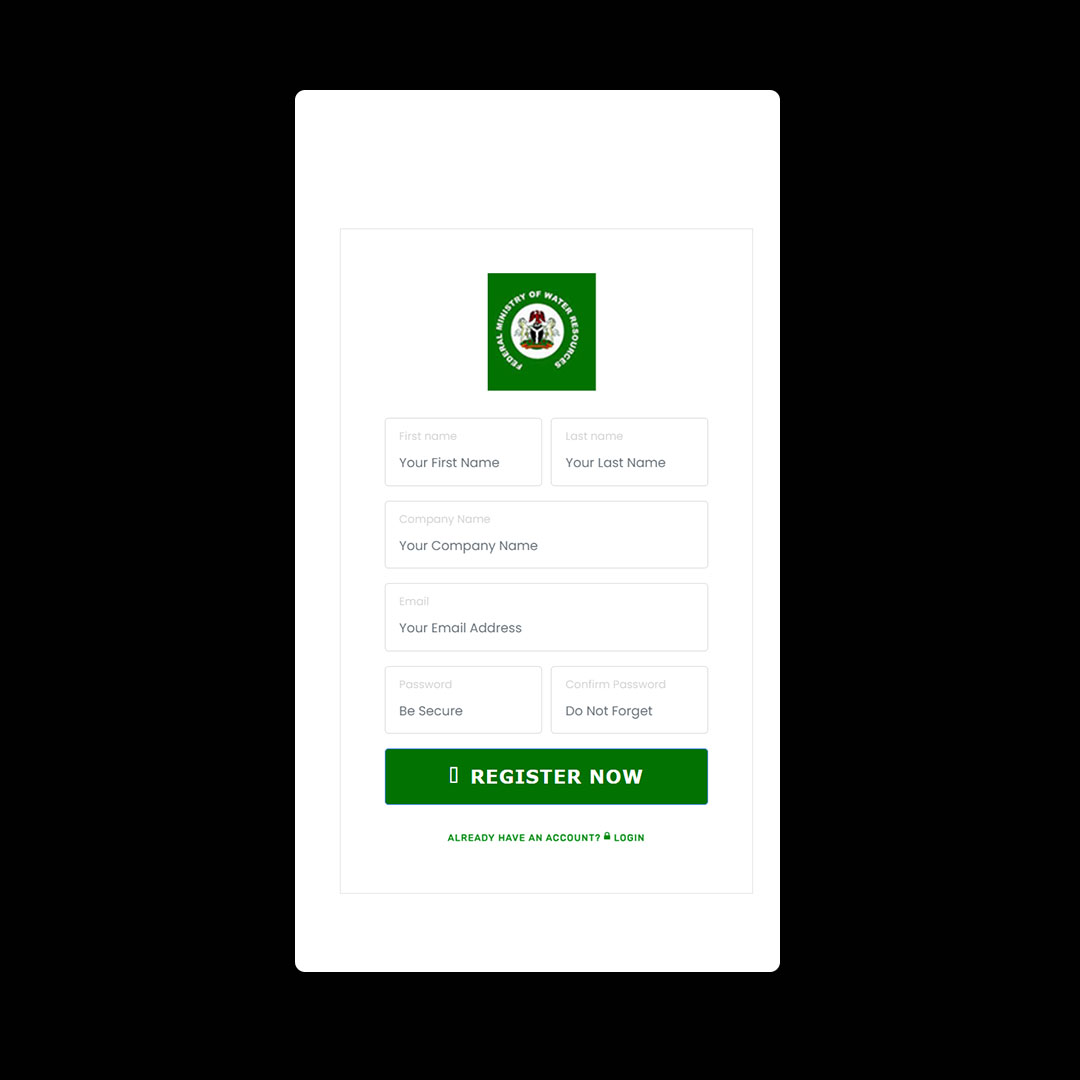 FEDERAL MINISTRY OF WATER RESOURCES
First name
Last name
Your First Name
Your Last Name
Company Name
Your Company Name
Email
Your Email Address
Password
Confirm Password
Be Secure
Do Not Forget
REGISTER NOW
ALREADY HAVE AN ACCOUNT? LOGIN